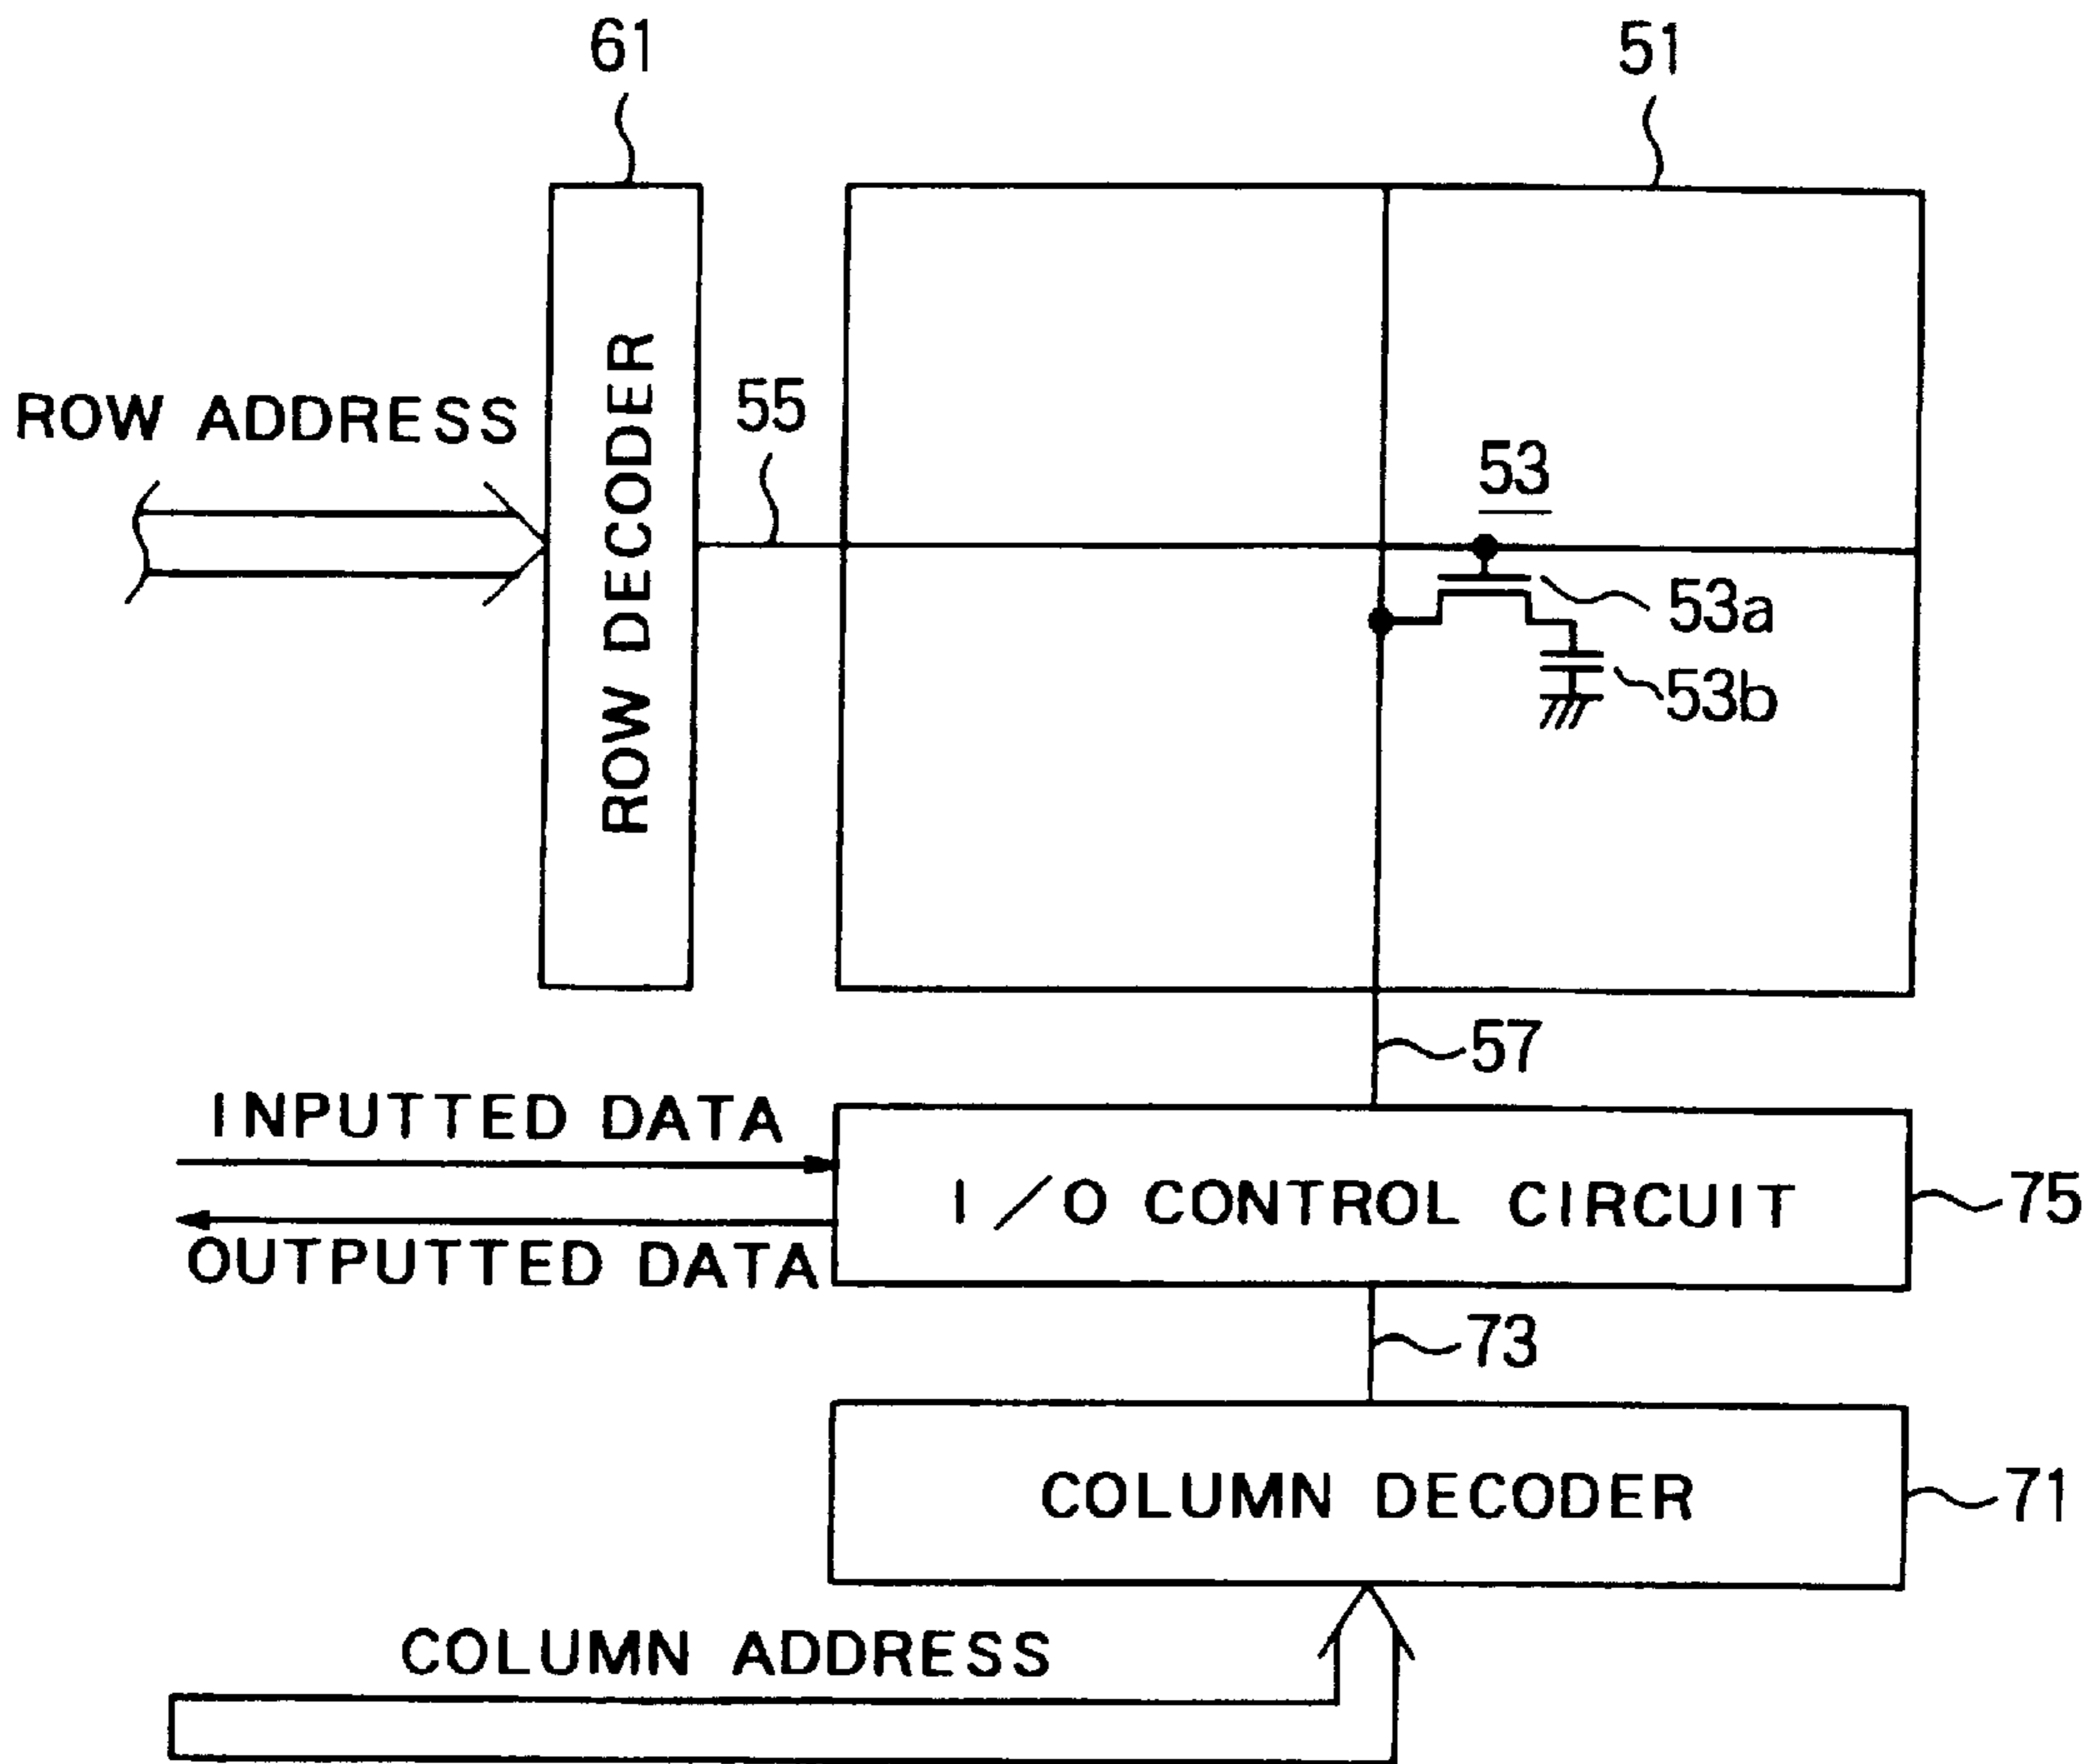 61
51
ROW ADDRESS
ROW DECODER
55
53
53a
53b
57
INPUTTED DATA
OUTPUTTED DATA
I/O CONTROL CIRCUIT
75
73
COLUMN DECODER
71
COLUMN ADDRESS